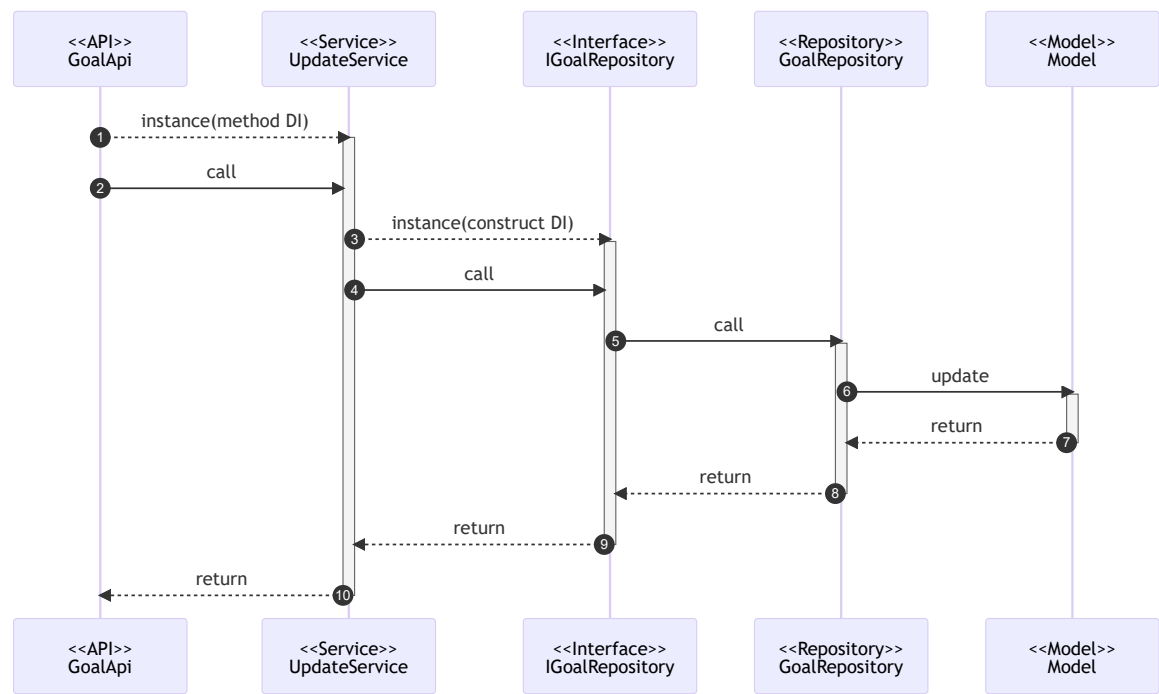 <<API>>
GoalApi
<<Service>>
UpdateService
<<Interface>>
IGoalRepository
<<Repository>>
GoalRepository
<<Model>>
Model
instance(method DI)
1
call
2
instance(construct DI)
3
call
4
call
5
update
6
return
7
return
8
return
9
return
10
<<API>>
GoalApi
<<Service>>
UpdateService
<<Interface>>
IGoalRepository
<<Repository>>
GoalRepository
<<Model>>
Model